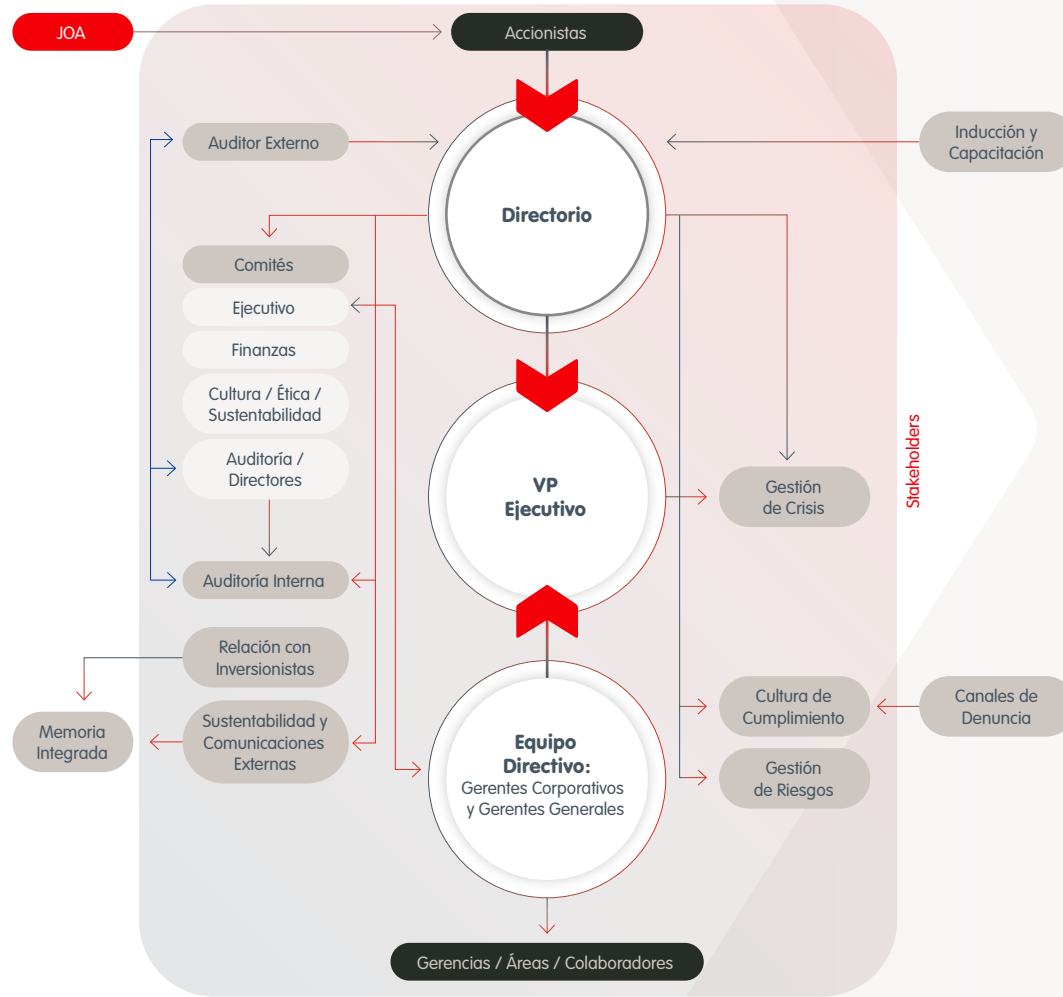 JOA
Accionistas
Auditor Externo
Inducción y
Capacitación
Directorio
Comités
Ejecutivo
Finanzas
Cultura / Ética /
Sustentabilidad
Auditoría /
Directores
VP
Ejecutivo
Gestión
de Crisis
Stakeholders
Auditoría Interna
Relación con
Inversionistas
Memoria
Integrada
Sustentabilidad y
Comunicaciones
Externas
Equipo
Directivo:
Gerentes Corporativos
y Gerentes Generales
Cultura de
Cumplimiento
Canales de
Denuncia
Gestión
de Riesgos
Gerencias / Áreas / Colaboradores